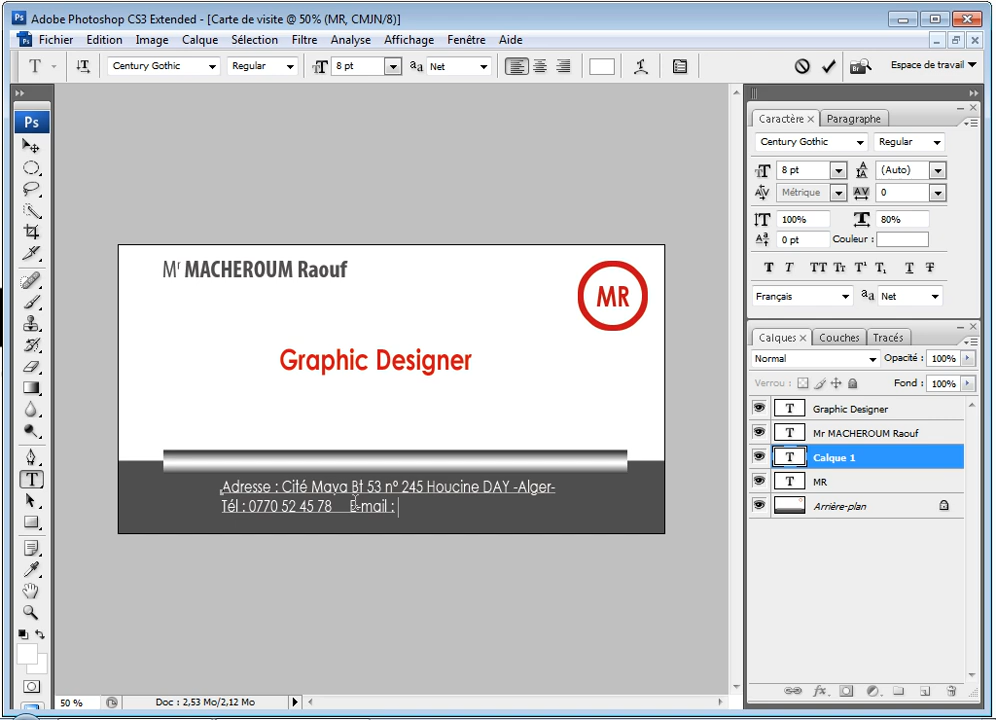 Adobe Photoshop CS3 Extended - [Carte de visite @ 50% (MR, CMJN/8)]
Fichier Edition Image Calque Sélection Filtre Analyse Affichage Fenêtre Aide
T Century Gothic Regular 8 pt Net Espace de travail
Ps
Caractère × Paragraphe
Century Gothic Regular
8 pt (Auto)
Métrique 0
100% 80%
0 pt Couleur :
T T TT Tr T¹ T₁ T T
Français Net
Mr MACHEROUM Raouf
MR
Graphic Designer
Adresse : Cité Maya Bt 53 n° 245 Houcine DAY -Alger-
Tél : 0770 52 45 78 E-mail :
Calques × Couches Tracés
Normal Opacité : 100%
Verrou : Fond : 100%
T Graphic Designer
T Mr MACHEROUM Raouf
T Calque 1
T MR
Arrière-plan
50 % Doc : 2,53 Mo/2,12 Mo